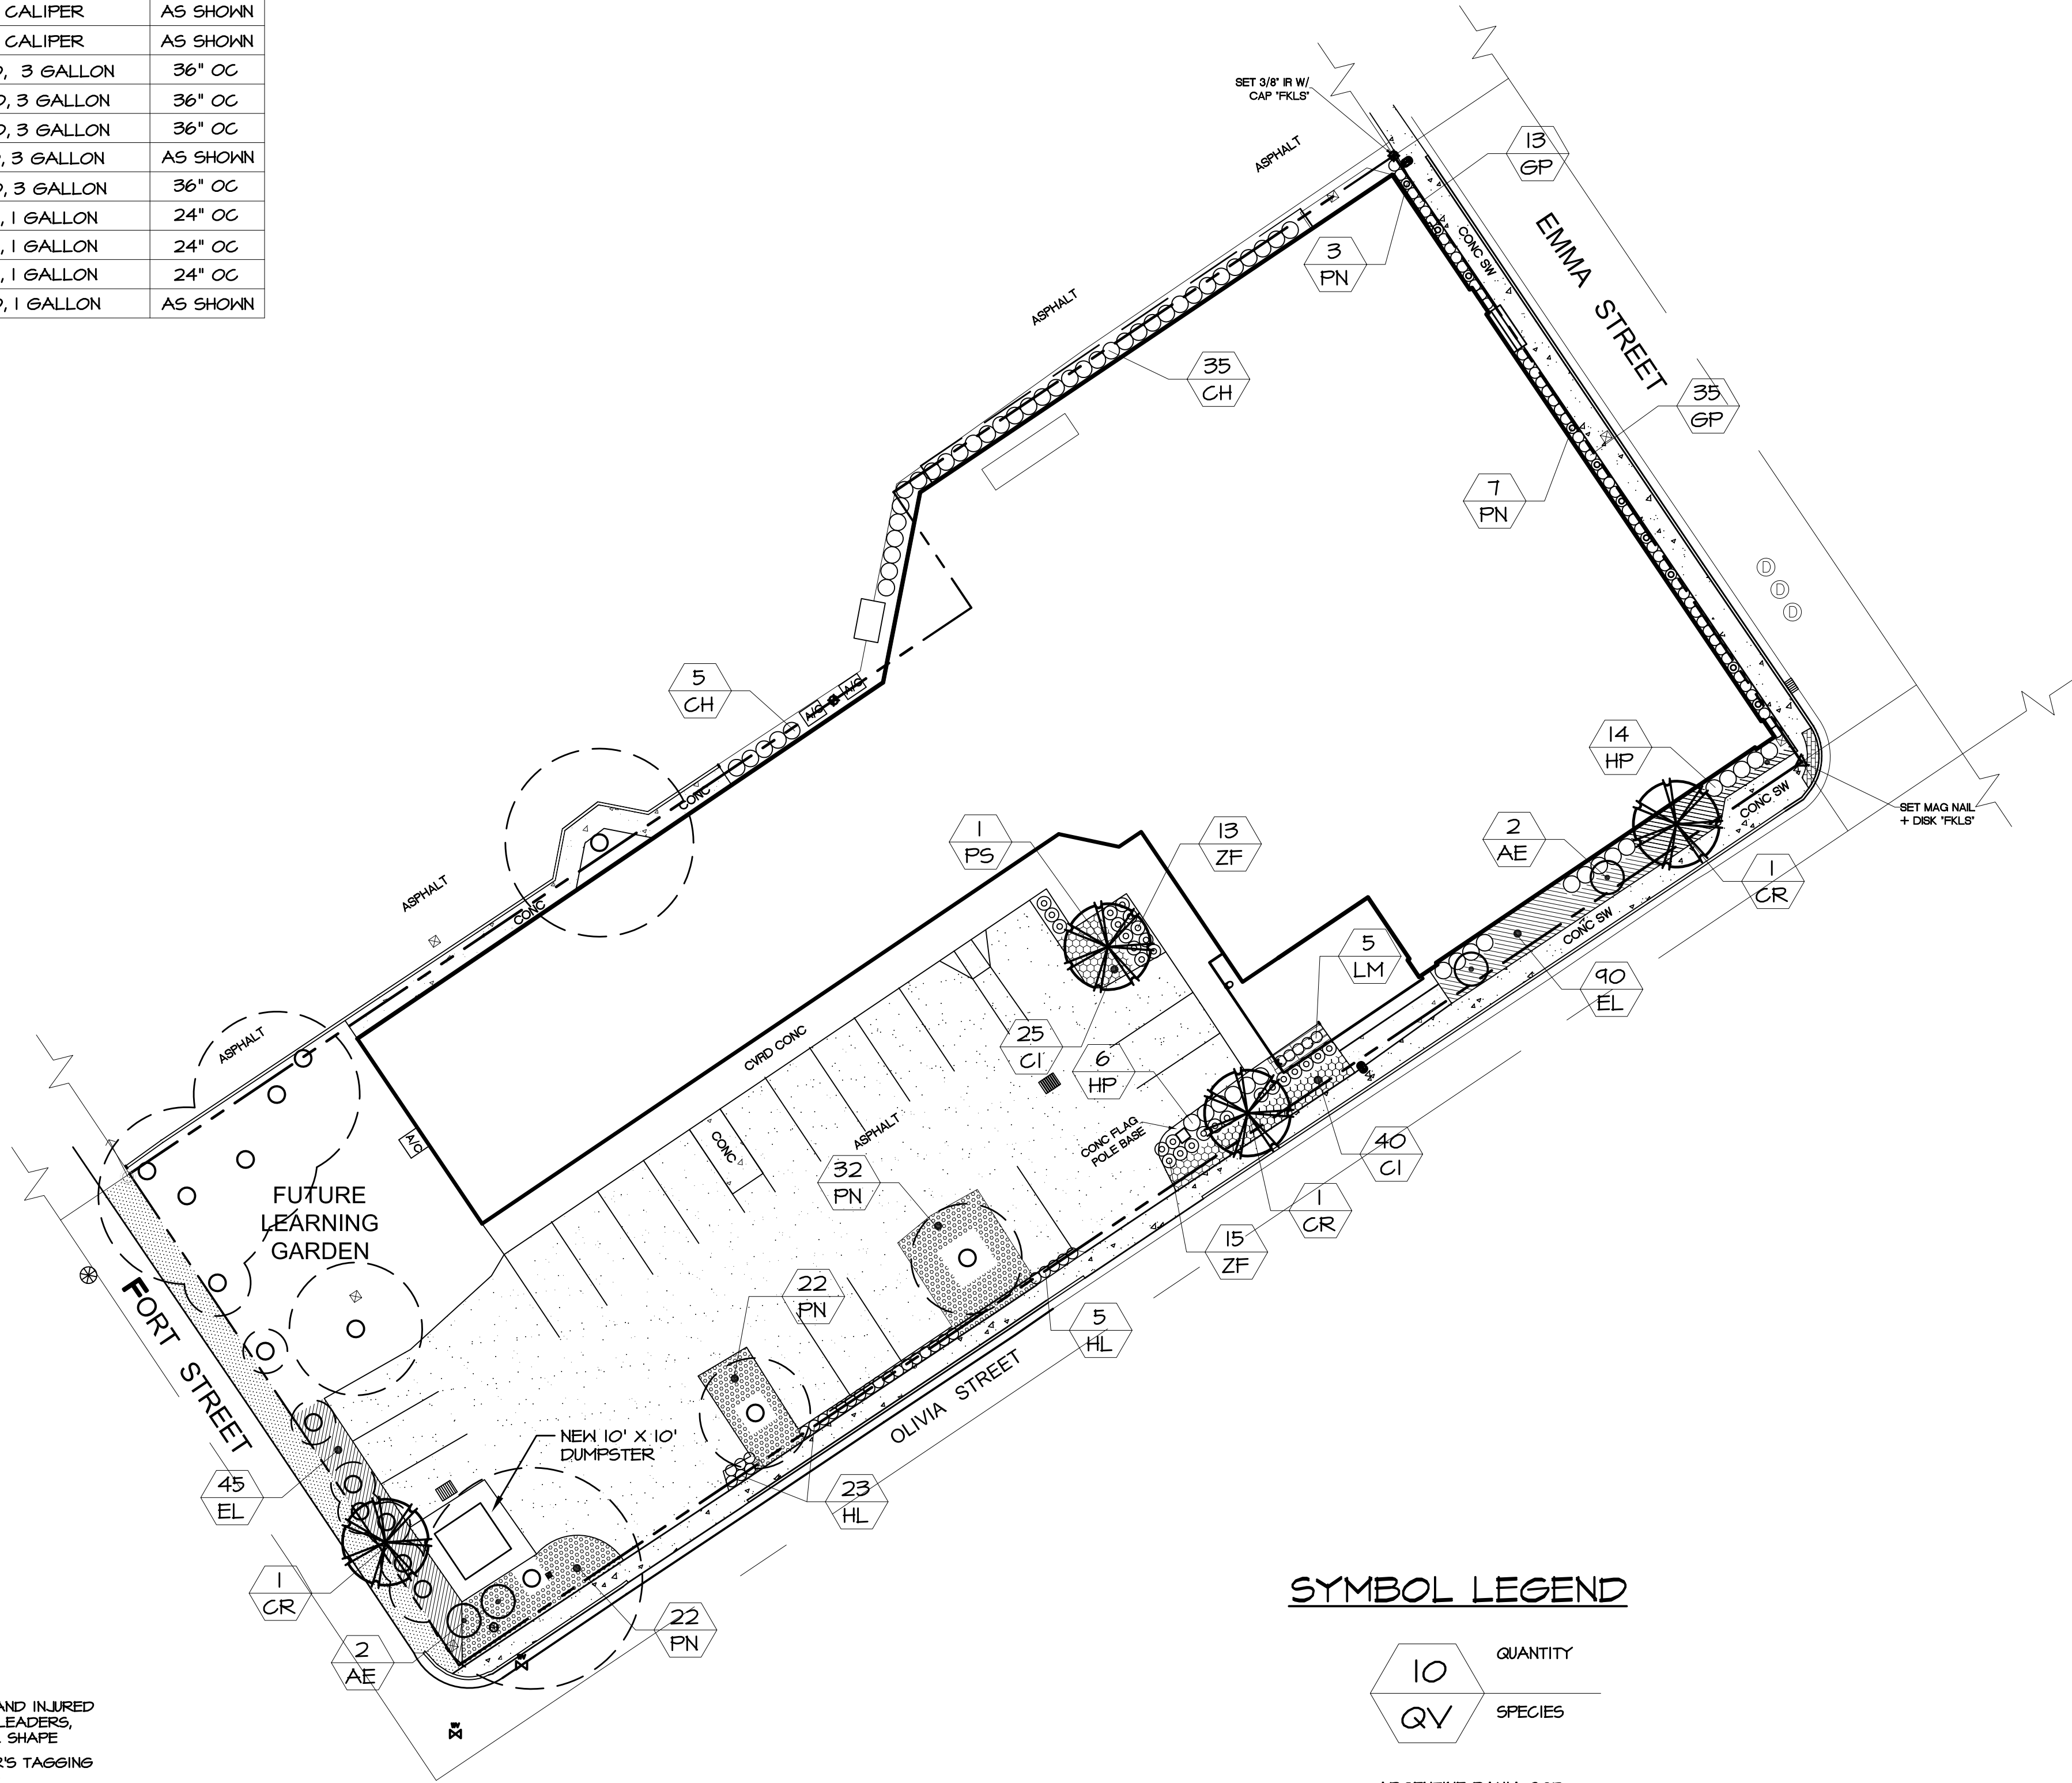 CALIPER AS SHOWN
CALIPER AS SHOWN
, 3 GALLON 36" OC
, 3 GALLON 36" OC
, 3 GALLON 36" OC
, 3 GALLON AS SHOWN
, 3 GALLON 36" OC
, 1 GALLON 24" OC
, 1 GALLON 24" OC
, 1 GALLON 24" OC
, 1 GALLON AS SHOWN
SET 3/8" IR W/
CAP "FKLS"
ASPHALT
13
GP
3
PN
CONC SW
EMMA STREET
ASPHALT
35
CH
35
GP
7
PN
D
D
D
5
CH
A/C
A/C
CONC
14
HP
CONC SW
SET MAG NAIL
+ DISK "FKLS"
2
AE
1
CR
1
PS
13
ZF
ASPHALT
CONC
CONC SW
5
LM
90
EL
25
CI
6
HP
CVRD CONC
ASPHALT
A/C
CONC
ASPHALT
CONC FLAG
POLE BASE
40
CI
32
PN
1
CR
15
ZF
FUTURE
LEARNING
GARDEN
FORT STREET
22
PN
5
HL
OLIVIA STREET
NEW 10' X 10'
DUMPSTER
45
EL
23
HL
1
CR
22
PN
2
AE
WV
WV
SYMBOL LEGEND
10
QV
QUANTITY
SPECIES
AND INJURED
LEADERS,
SHAPE
R'S TAGGING